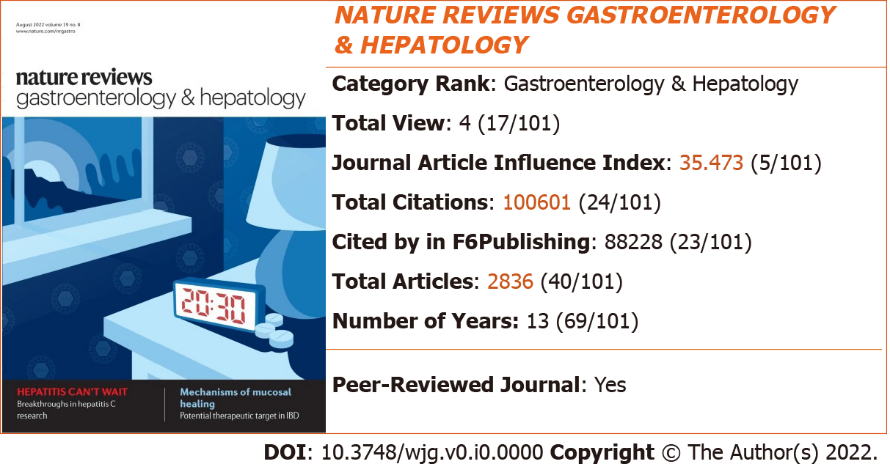 August 2022 volume 19 no. 8
www.nature.com/nrgastro
nature reviews
gastroenterology & hepatology
20:30
HEPATITIS CAN'T WAIT
Breakthroughs in hepatitis C
research
Mechanisms of mucosal
healing
Potential therapeutic target in IBD
NATURE REVIEWS GASTROENTEROLOGY
& HEPATOLOGY
Category Rank: Gastroenterology & Hepatology
Total View: 4 (17/101)
Journal Article Influence Index: 35.473 (5/101)
Total Citations: 100601 (24/101)
Cited by in F6Publishing: 88228 (23/101)
Total Articles: 2836 (40/101)
Number of Years: 13 (69/101)
Peer-Reviewed Journal: Yes
DOI: 10.3748/wjg.v0.i0.0000 Copyright © The Author(s) 2022.